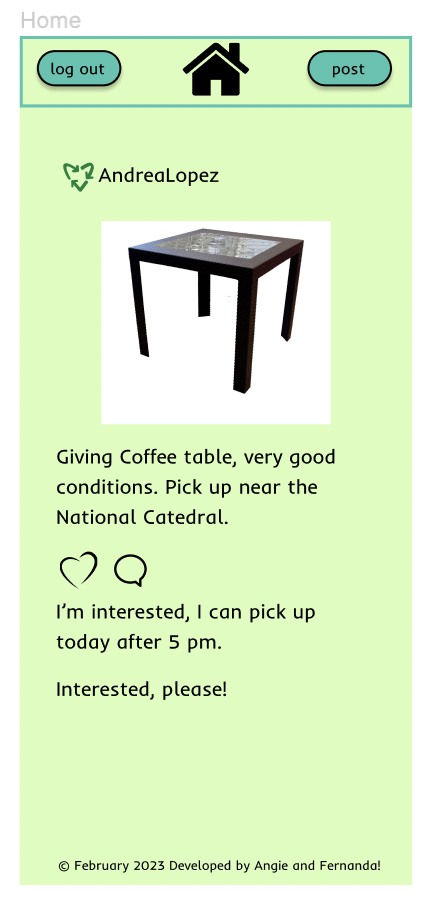 Home
log out
post
AndreaLopez
Giving Coffee table, very good
conditions. Pick up near the
National Catedral.
I'm interested, I can pick up
today after 5 pm.
Interested, please!
© February 2023 Developed by Angie and Fernanda!